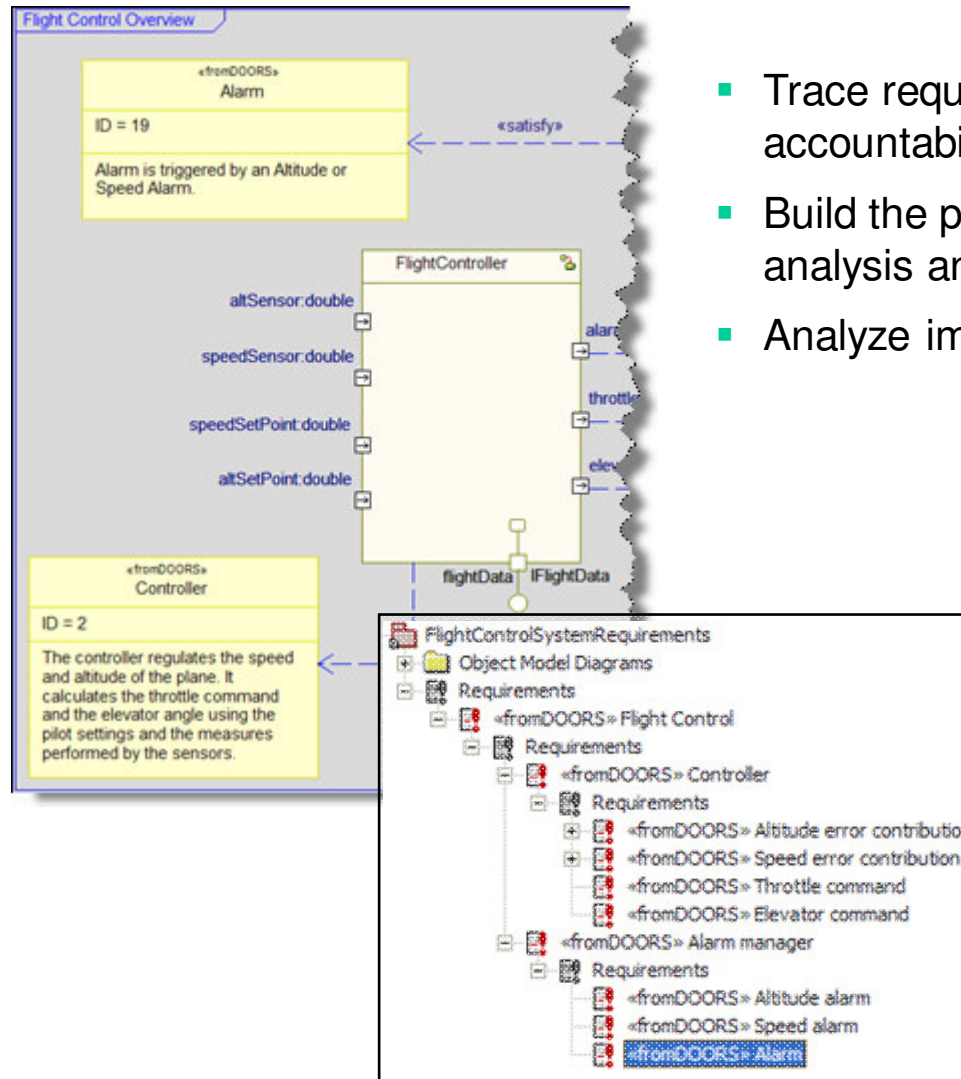 Flight Control Overview
«fromDOORS»
Alarm
ID = 19
Alarm is triggered by an Altitude or
Speed Alarm.
«satisfy»
FlightController
altSensor:double
speedSensor:double
speedSetPoint:double
altSetPoint:double
throttle
flightData
IFlightData
«fromDOORS»
Controller
ID = 2
The controller regulates the speed
and altitude of the plane. It
calculates the throttle command
and the elevator angle using the
pilot settings and the measures
performed by the sensors.
Trace
Build the
analysis
Analyze
FlightControlSystemRequirements
Object Model Diagrams
Requirements
«fromDOORS» Flight Control
Requirements
«fromDOORS» Controller
Requirements
«fromDOORS» Altitude error
«fromDOORS» Speed error contribution
«fromDOORS» Throttle command
«fromDOORS» Elevator command
«fromDOORS» Alarm manager
Requirements
«fromDOORS» Altitude alarm
«fromDOORS» Speed alarm
«fromDOORS» Alarm